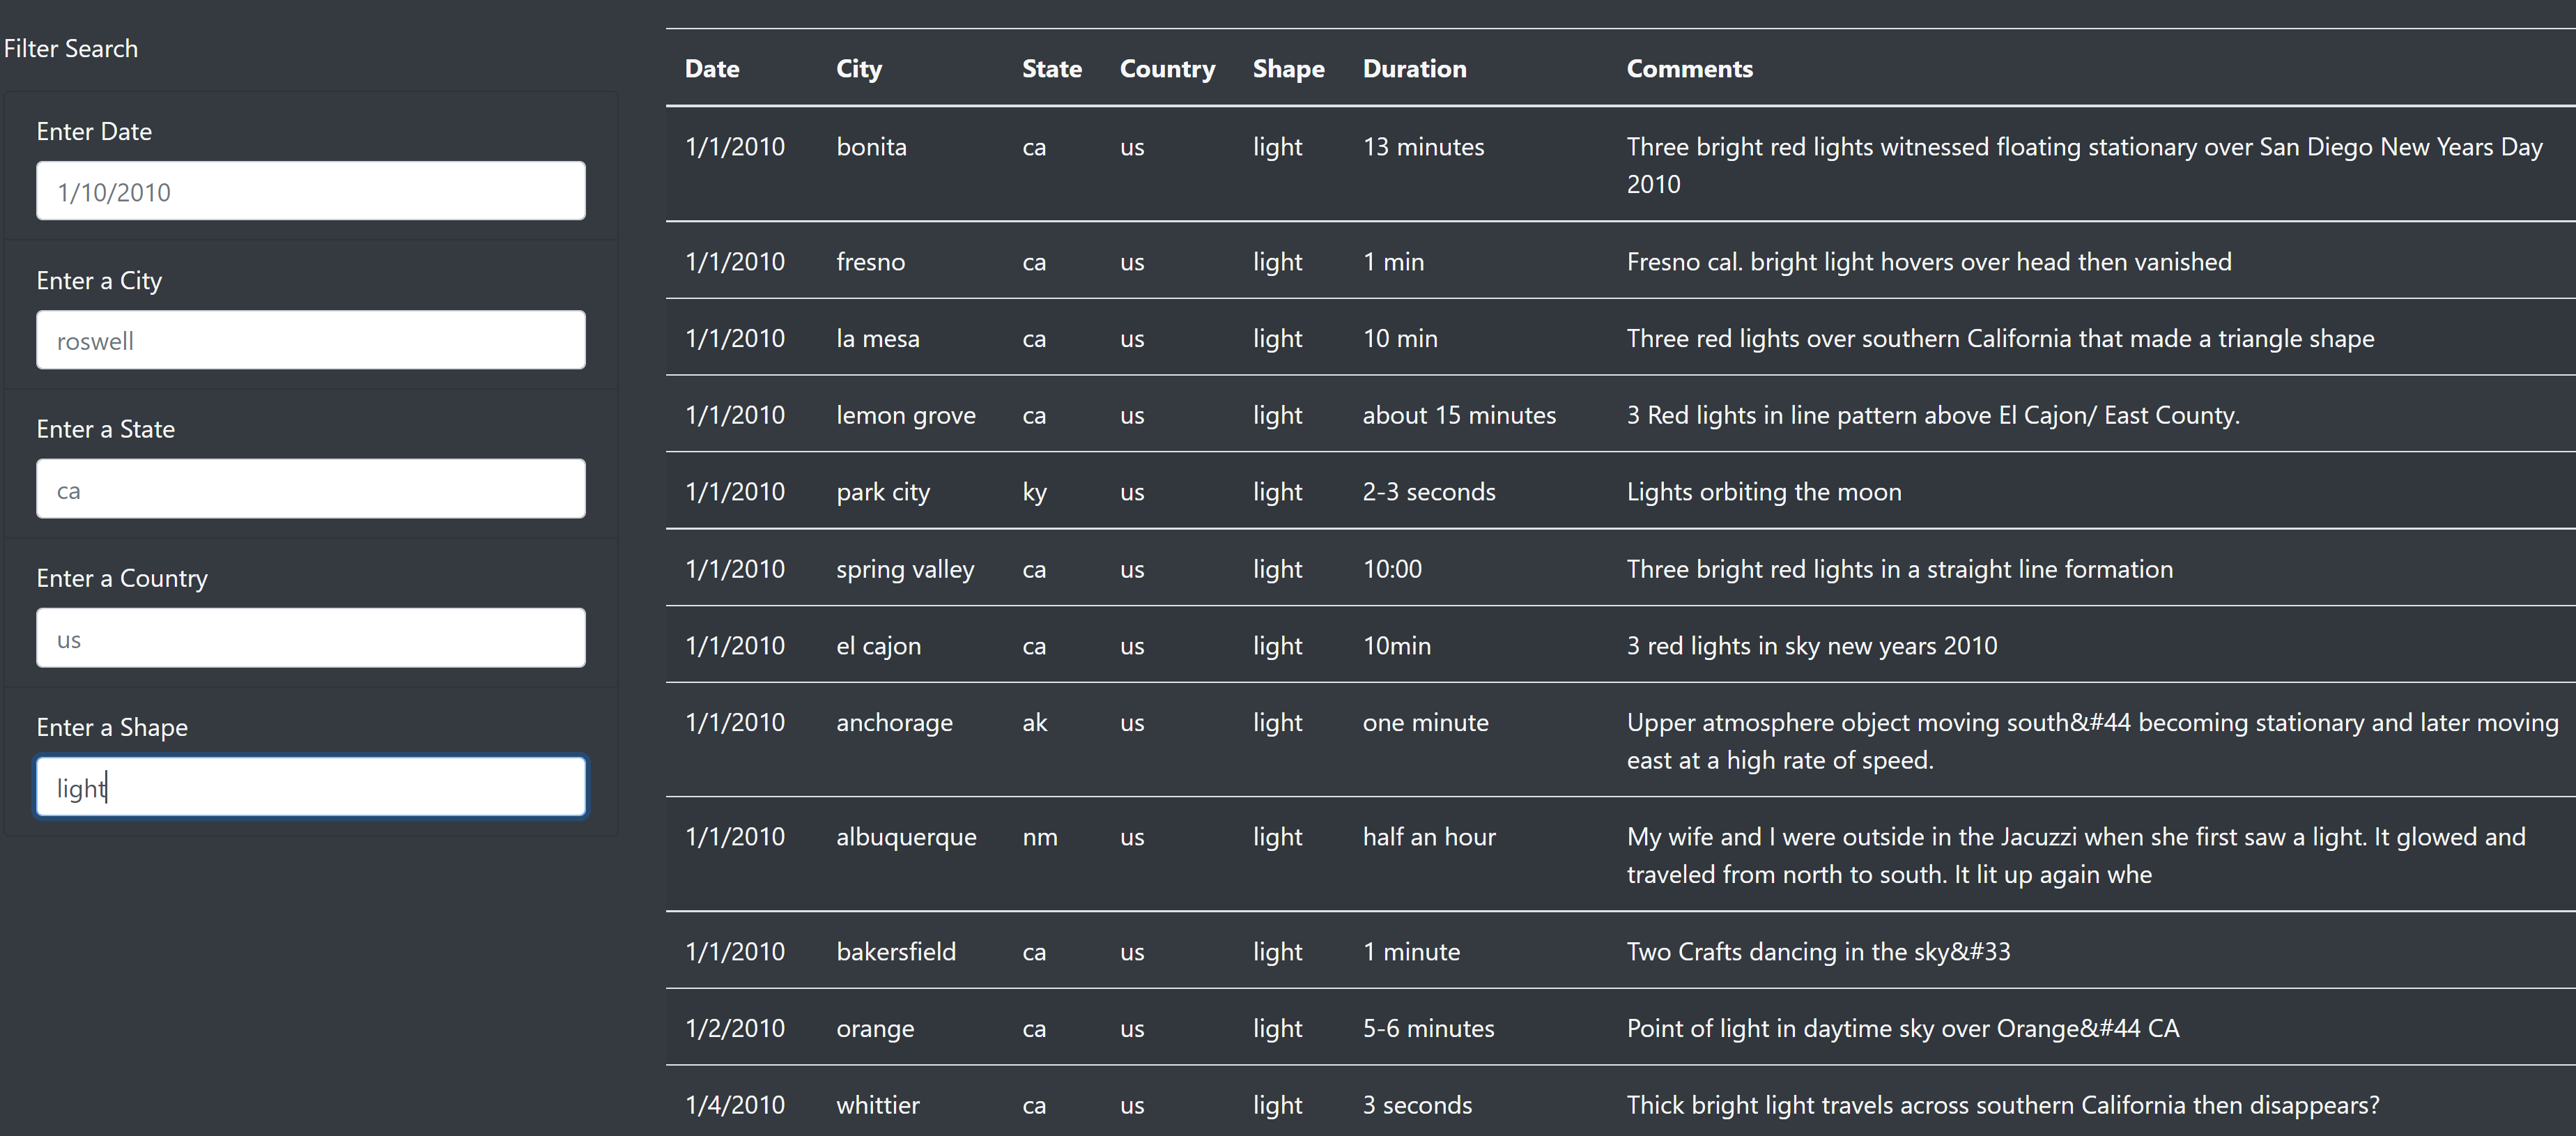 Filter Search
Enter Date
1/10/2010
Enter a City
roswell
Enter a State
ca
Enter a Country
us
Enter a Shape
light
Date City State Country Shape Duration Comments
1/1/2010 bonita ca us light 13 minutes Three bright red lights witnessed floating stationary over San Diego New Years Day
2010
1/1/2010 fresno ca us light 1 min Fresno cal. bright light hovers over head then vanished
1/1/2010 la mesa ca us light 10 min Three red lights over southern California that made a triangle shape
1/1/2010 lemon grove ca us light about 15 minutes 3 Red lights in line pattern above El Cajon/ East County.
1/1/2010 park city ky us light 2-3 seconds Lights orbiting the moon
1/1/2010 spring valley ca us light 10:00 Three bright red lights in a straight line formation
1/1/2010 el cajon ca us light 10min 3 red lights in sky new years 2010
1/1/2010 anchorage ak us light one minute Upper atmosphere object moving south&#44 becoming stationary and later moving
east at a high rate of speed.
1/1/2010 albuquerque nm us light half an hour My wife and I were outside in the Jacuzzi when she first saw a light. It glowed and
traveled from north to south. It lit up again whe
1/1/2010 bakersfield ca us light 1 minute Two Crafts dancing in the sky&#33
1/2/2010 orange ca us light 5-6 minutes Point of light in daytime sky over Orange&#44 CA
1/4/2010 whittier ca us light 3 seconds Thick bright light travels across southern California then disappears?